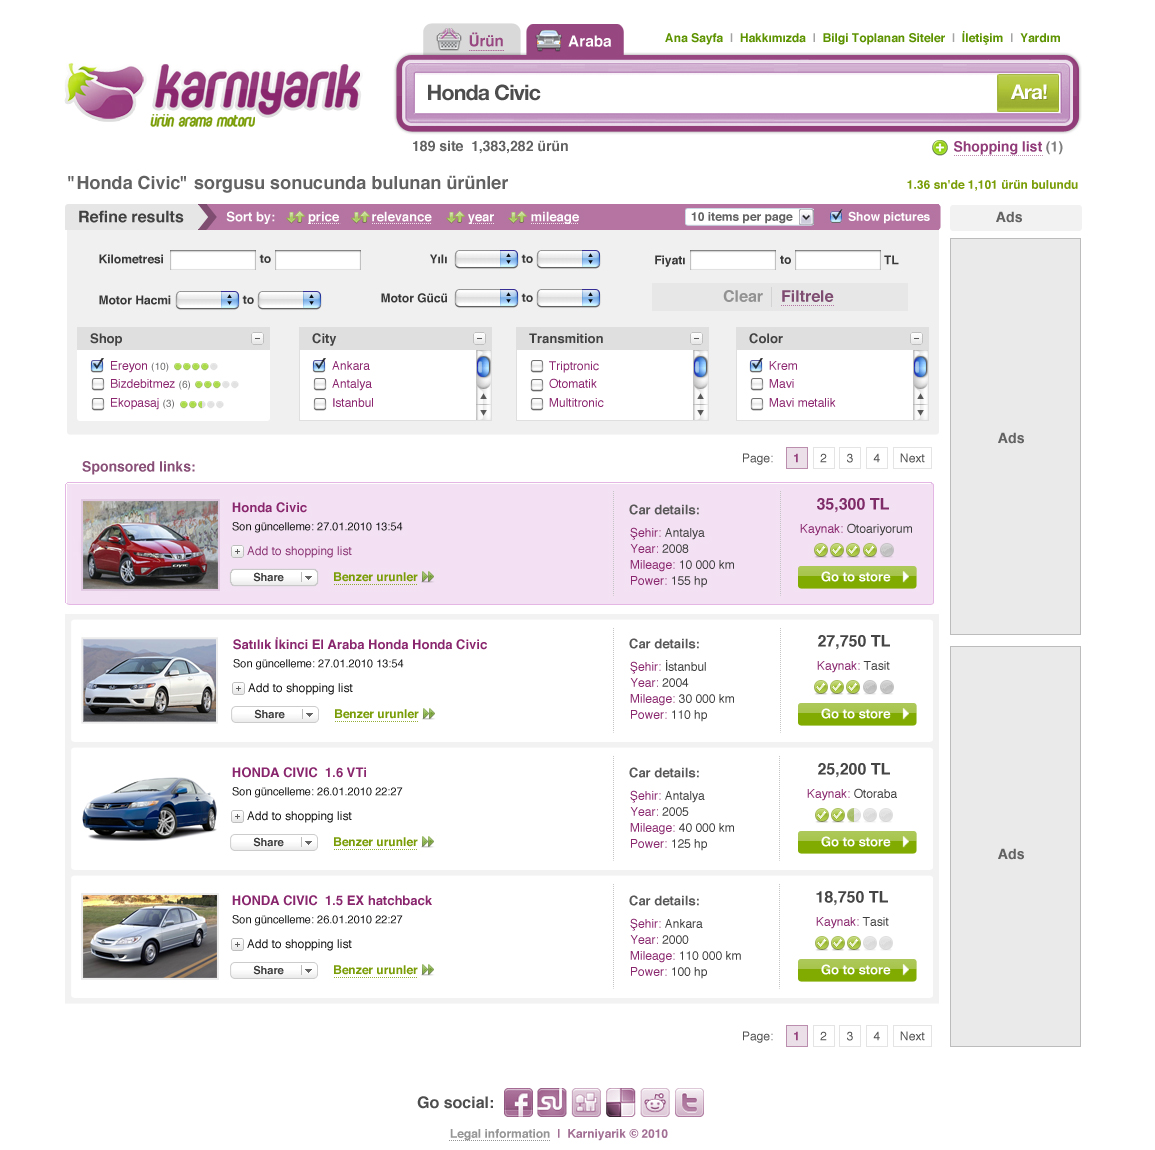 Ürün
Araba
Ana Sayfa | Hakkımızda | Bilgi Toplanan Siteler | İletişim | Yardım
karnıyarık
ürün arama motoru
Honda Civic
Ara!
189 site 1,383,282 ürün
Shopping list (1)
"Honda Civic" sorgusu sonucunda bulunan ürünler
1.36 sn'de 1,101 ürün bulundu
Refine results
Sort by: price relevance year mileage
10 items per page
Show pictures
Ads
Kilometresi to
Yılı to
Fiyatı to TL
Motor Hacmi to
Motor Gücü to
Clear | Filtrele
Shop
Ereyon (10)
Bizdebitmez (6)
Ekopasaj (3)
City
Ankara
Antalya
Istanbul
Transmition
Triptronic
Otomatik
Multitronic
Color
Krem
Mavi
Mavi metalik
Ads
Sponsored links:
Page: 1 2 3 4 Next
Honda Civic
Son güncelleme: 27.01.2010 13:54
Add to shopping list
Share
Benzer urunler
Car details:
Şehir: Antalya
Year: 2008
Mileage: 10 000 km
Power: 155 hp
35,300 TL
Kaynak: Otoariyorum
Go to store
Satılık İkinci El Araba Honda Honda Civic
Son güncelleme: 27.01.2010 13:54
Add to shopping list
Share
Benzer urunler
Car details:
Şehir: İstanbul
Year: 2004
Mileage: 30 000 km
Power: 110 hp
27,750 TL
Kaynak: Tasit
Go to store
HONDA CIVIC 1.6 VTi
Son güncelleme: 26.01.2010 22:27
Add to shopping list
Share
Benzer urunler
Car details:
Şehir: Antalya
Year: 2005
Mileage: 40 000 km
Power: 125 hp
25,200 TL
Kaynak: Otoraba
Go to store
Ads
HONDA CIVIC 1.5 EX hatchback
Son güncelleme: 26.01.2010 22:27
Add to shopping list
Share
Benzer urunler
Car details:
Şehir: Ankara
Year: 2000
Mileage: 110 000 km
Power: 100 hp
18,750 TL
Kaynak: Tasit
Go to store
Page: 1 2 3 4 Next
Go social:
Legal information | Karniyarik © 2010